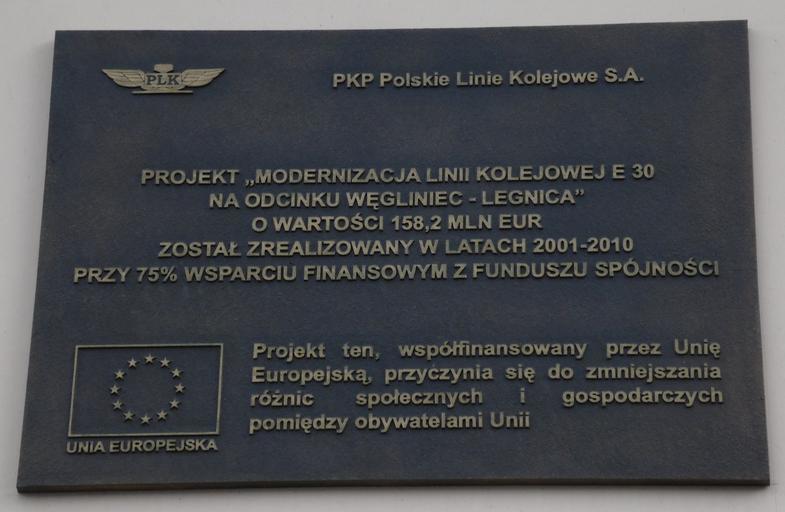 PLK
PKP Polskie Linie Kolejowe S.A.
PROJEKT „MODERNIZACJA LINII KOLEJOWEJ E 30
NA ODCINKU WĘGLINIEC - LEGNICA”
O WARTOŚCI 158,2 MLN EUR
ZOSTAŁ ZREALIZOWANY W LATACH 2001-2010
PRZY 75% WSPARCIU FINANSOWYM Z FUNDUSZU SPÓJNOŚCI
Projekt ten, współfinansowany przez Unię
Europejską, przyczynia się do zmniejszania
różnic społecznych i gospodarczych
pomiędzy obywatelami Unii
UNIA EUROPEJSKA